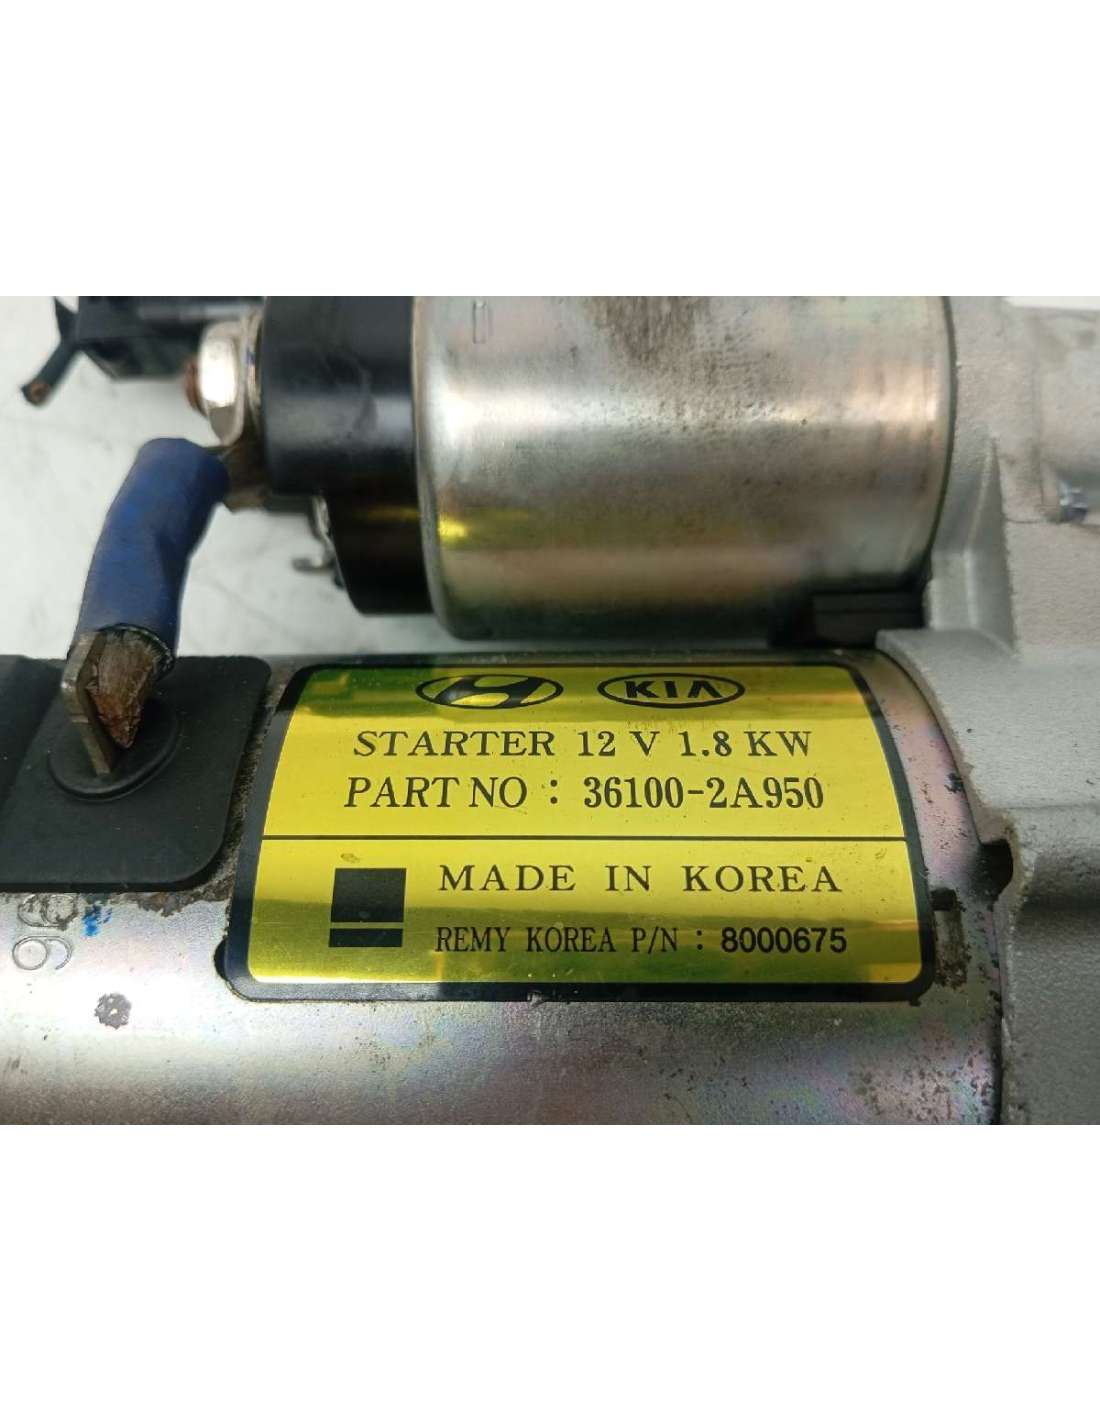 KIA
STARTER 12 V 1.8 KW
PART NO : 36100-2A950
MADE IN KOREA
REMY KOREA P/N : 8000675